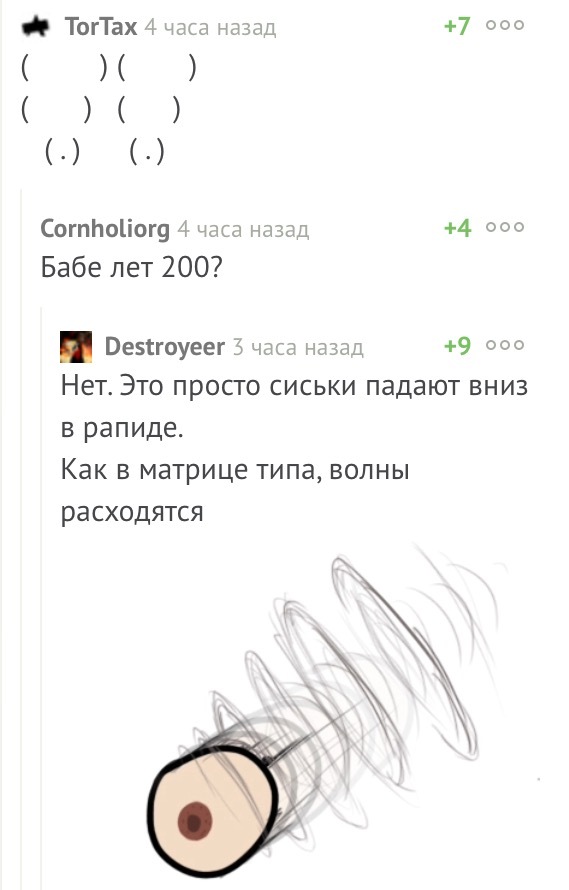 TorTax 4 часа назад +7
(        ) (      )
(      )  (     )
(.)     (.)
Cornholiorg 4 часа назад +4
Бабе лет 200?
Destroyeer 3 часа назад +9
Нет. Это просто сиськи падают вниз
в рапиде.
Как в матрице типа, волны
расходятся